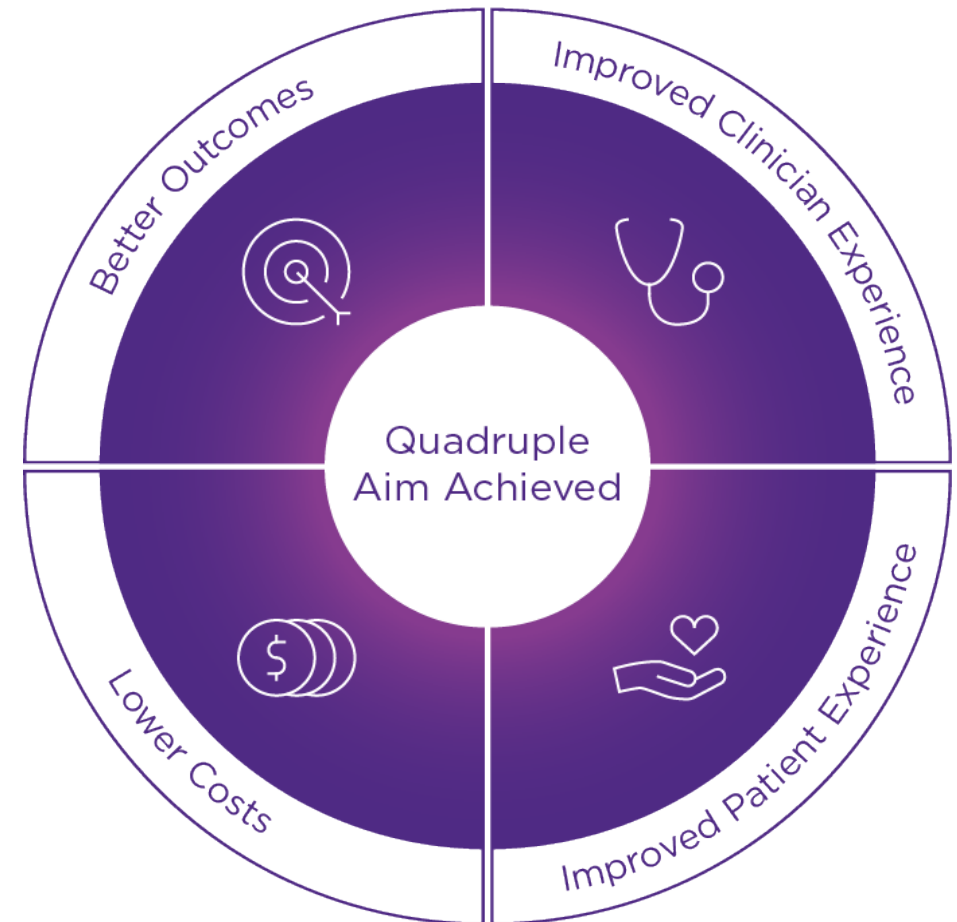 Better Outcomes
Improved Clinician Experience
Quadruple
Aim Achieved
$
Lower Costs
Improved Patient Experience